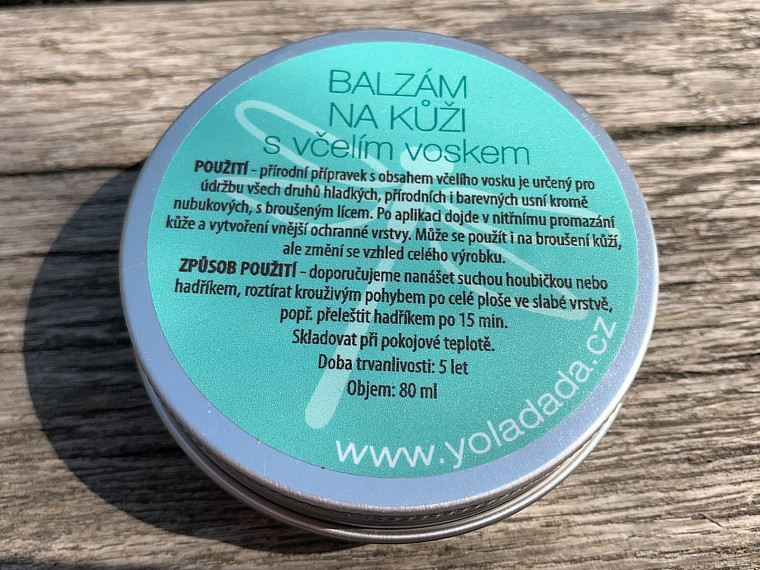 BALZÁM
NA KŮŽI
s včelím voskem
POUŽITÍ – přírodní přípravek s obsahem včelího vosku je určený pro
údržbu všech druhů hladkých, přírodních i barevných usní kromě
nubukových, s broušeným lícem. Po aplikaci dojde v nitřnímu promazání
kůže a vytvoření vnější ochranné vrstvy. Může se použít i na broušení kůží,
ale změní se vzhled celého výrobku.
ZPŮSOB POUŽITÍ – doporučujeme nanášet suchou houbičkou nebo
hadříkem, roztírat krouživým pohybem po celé ploše ve slabé vrstvě,
popř. přeleštit hadříkem po 15 min.
Skladovat při pokojové teplotě.
Doba trvanlivosti: 5 let
Objem: 80 ml
www.yoladada.cz